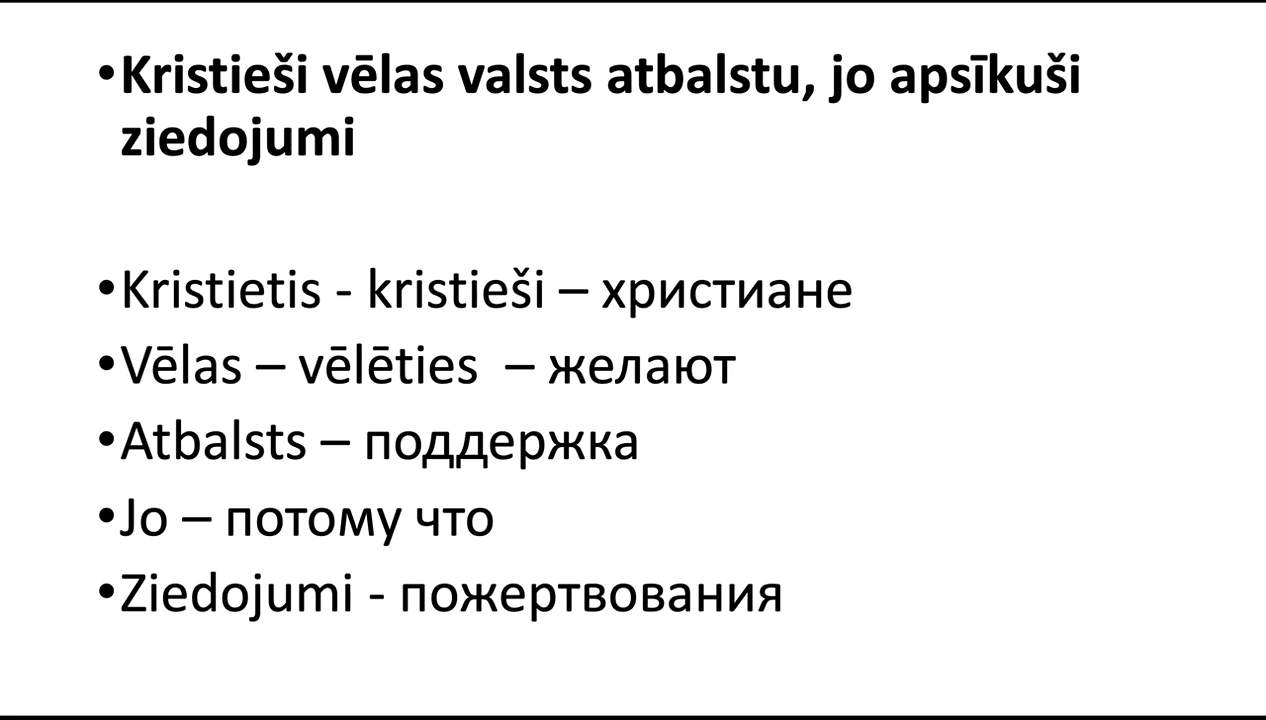 •Kristieši vēlas valsts atbalstu, jo apsīkuši
ziedojumi
•Kristietis - kristieši – христиане
•Vēlas – vēlēties – желают
•Atbalsts – поддержка
•Jo – потому что
•Ziedojumi - пожертвования